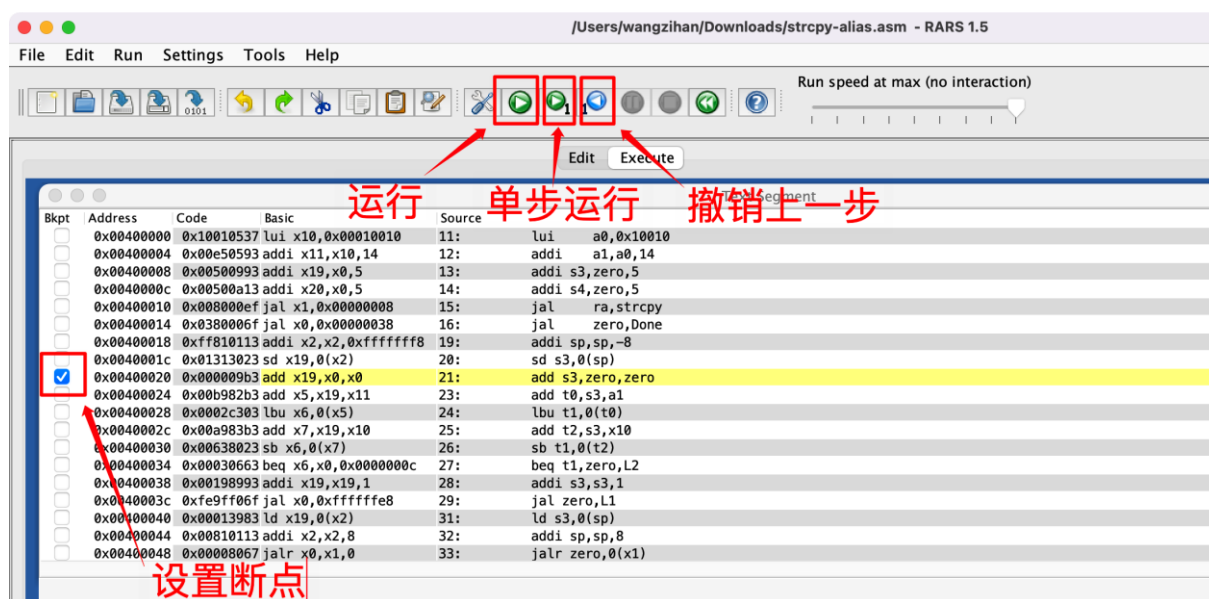 /Users/wangzihan/Downloads/strcpy-alias.asm - RARS 1.5
File Edit Run Settings Tools Help
Run speed at max (no interaction)
Edit Execute
运行 单步运行 撤销上一步
Bkpt Address Code Basic Source
0x00400000 0x10010537 lui x10,0x00010010 11: lui a0,0x10010
0x00400004 0x00e50593 addi x11,x10,14 12: addi a1,a0,14
0x00400008 0x00500993 addi x19,x0,5 13: addi s3,zero,5
0x0040000c 0x00500a13 addi x20,x0,5 14: addi s4,zero,5
0x00400010 0x008000ef jal x1,0x00000008 15: jal ra,strcpy
0x00400014 0x0380006f jal x0,0x00000038 16: jal zero,Done
0x00400018 0xff810113 addi x2,x2,0xfffffff8 19: addi sp,sp,-8
0x0040001c 0x01313023 sd x19,0(x2) 20: sd s3,0(sp)
0x00400020 0x000009b3 add x19,x0,x0 21: add s3,zero,zero
0x00400024 0x00b982b3 add x5,x19,x11 23: add t0,s3,a1
0x00400028 0x0002c303 lbu x6,0(x5) 24: lbu t1,0(t0)
0x0040002c 0x00a983b3 add x7,x19,x10 25: add t2,s3,x10
0x00400030 0x00638023 sb x6,0(x7) 26: sb t1,0(t2)
0x00400034 0x00030663 beq x6,x0,0x0000000c 27: beq t1,zero,L2
0x00400038 0x00198993 addi x19,x19,1 28: addi s3,s3,1
0x0040003c 0xfe9ff06f jal x0,0xffffffe8 29: jal zero,L1
0x00400040 0x00013983 ld x19,0(x2) 31: ld s3,0(sp)
0x00400044 0x00810113 addi x2,x2,8 32: addi sp,sp,8
0x00400048 0x00008067 jalr x0,x1,0 33: jalr zero,0(x1)
设置断点